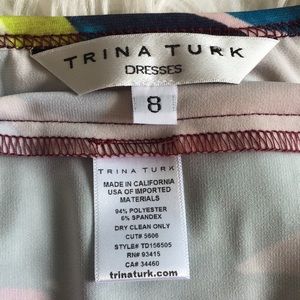 TRINA TURK
DRESSES
8
TRINA TURK
MADE IN CALIFORNIA
USA OF IMPORTED
MATERIALS
94% POLYESTER
6% SPANDEX
DRY CLEAN ONLY
CUT# 5606
STYLE# TD156505
RN# 93415
CA# 34460
trinaturk.com